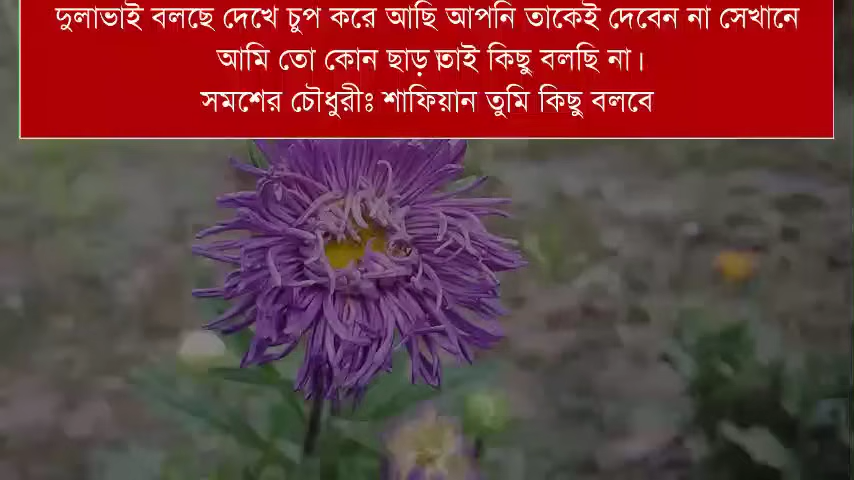 দুলাভাই বলছে দেখে চুপ করে আছি আপনি তাকেই দেবেন না সেখানে
আমি তো কোন ছাড় তাই কিছু বলছি না।
সমশের চৌধুরীঃ শাফিয়ান তুমি কিছু বলবে